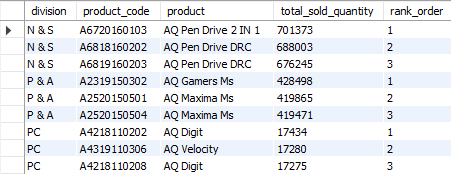 division product_code product total_sold_quantity rank_order
N & S A6720160103 AQ Pen Drive 2 IN 1 701373 1
N & S A6818160202 AQ Pen Drive DRC 688003 2
N & S A6819160203 AQ Pen Drive DRC 676245 3
P & A A2319150302 AQ Gamers Ms 428498 1
P & A A2520150501 AQ Maxima Ms 419865 2
P & A A2520150504 AQ Maxima Ms 419471 3
PC A4218110202 AQ Digit 17434 1
PC A4319110306 AQ Velocity 17280 2
PC A4218110208 AQ Digit 17275 3